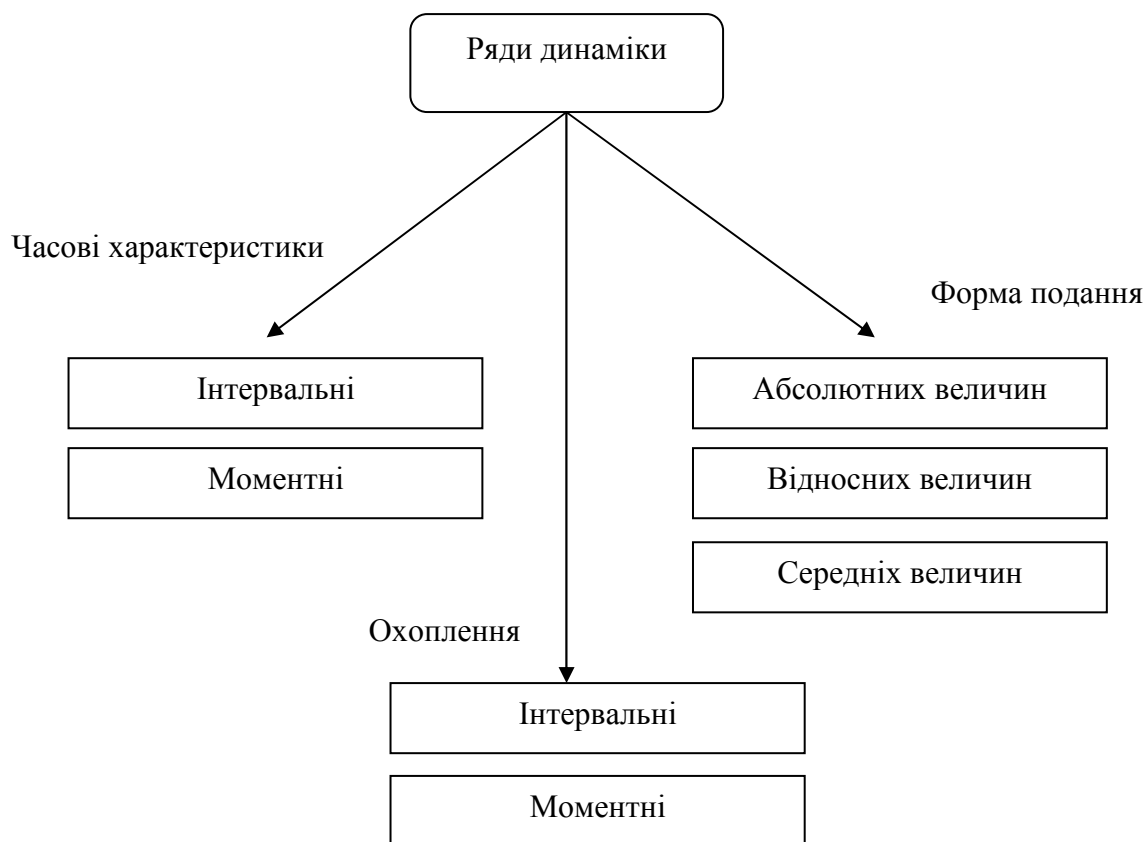 Ряди динаміки
Часові характеристики
Форма подання
Інтервальні
Моментні
Абсолютних величин
Відносних величин
Середніх величин
Охоплення
Інтервальні
Моментні